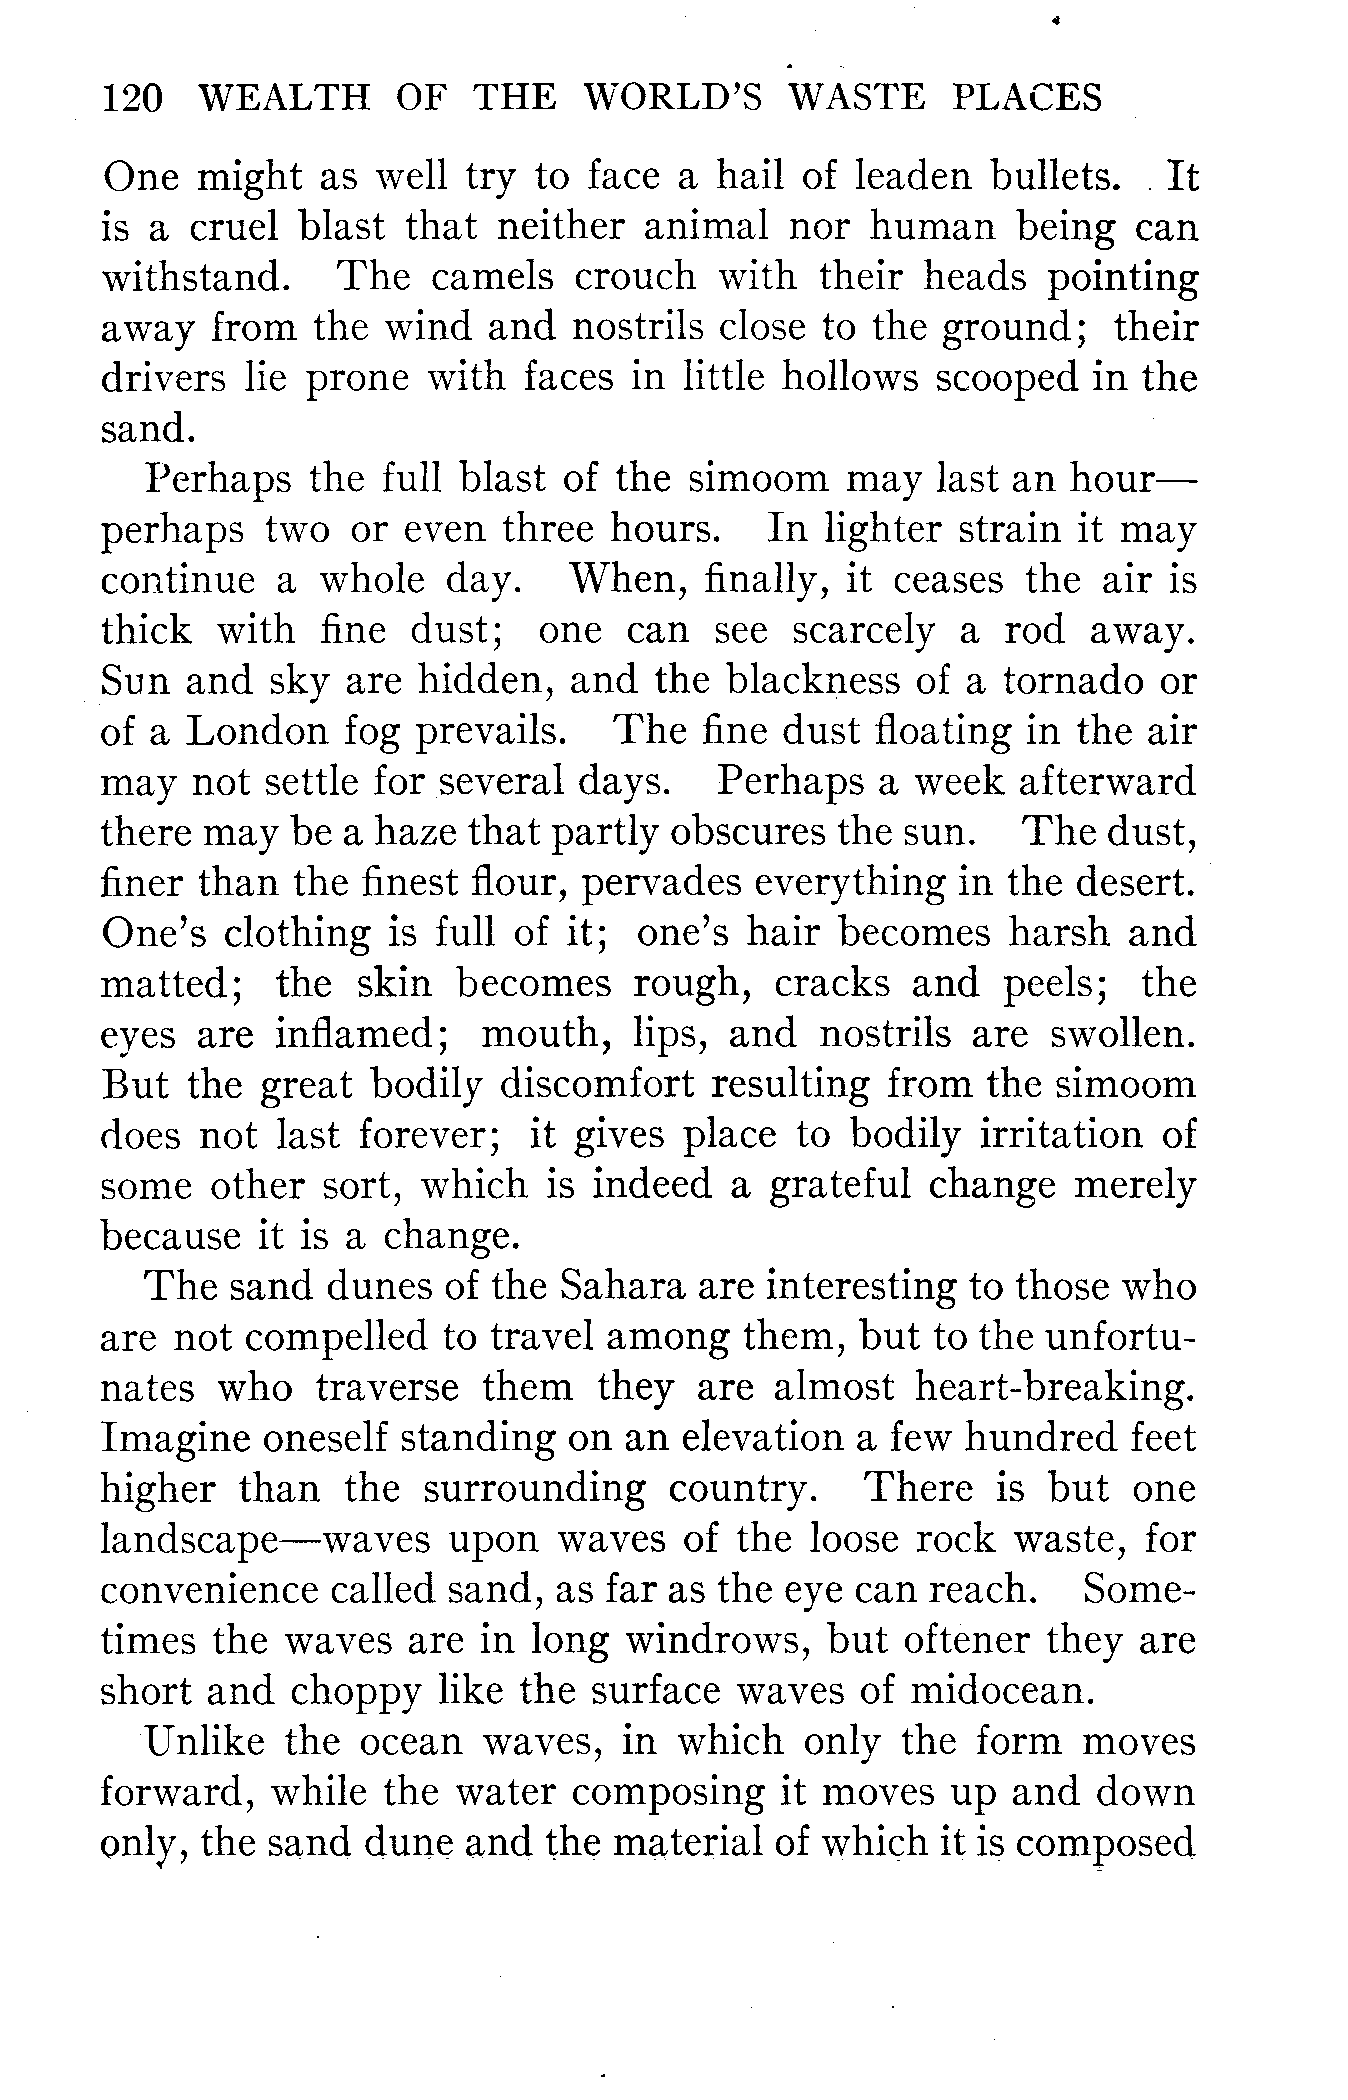 120 WEALTH OF THE WORLD'S WASTE PLACES
One might as well try to face a hail of leaden bullets. It
is a cruel blast that neither animal nor human being can
withstand. The camels crouch with their heads pointing
away from the wind and nostrils close to the ground; their
drivers lie prone with faces in little hollows scooped in the
sand.
Perhaps the full blast of the simoom may last an hour—
perhaps two or even three hours. In lighter strain it may
continue a whole day. When, finally, it ceases the air is
thick with fine dust; one can see scarcely a rod away.
Sun and sky are hidden, and the blackness of a tornado or
of a London fog prevails. The fine dust floating in the air
may not settle for several days. Perhaps a week afterward
there may be a haze that partly obscures the sun. The dust,
finer than the finest flour, pervades everything in the desert.
One's clothing is full of it; one's hair becomes harsh and
matted; the skin becomes rough, cracks and peels; the
eyes are inflamed; mouth, lips, and nostrils are swollen.
But the great bodily discomfort resulting from the simoom
does not last forever; it gives place to bodily irritation of
some other sort, which is indeed a grateful change merely
because it is a change.
The sand dunes of the Sahara are interesting to those who
are not compelled to travel among them, but to the unfortu-
nates who traverse them they are almost heart-breaking.
Imagine oneself standing on an elevation a few hundred feet
higher than the surrounding country. There is but one
landscape—waves upon waves of the loose rock waste, for
convenience called sand, as far as the eye can reach. Some-
times the waves are in long windrows, but oftener they are
short and choppy like the surface waves of midocean.
Unlike the ocean waves, in which only the form moves
forward, while the water composing it moves up and down
only, the sand dune and the material of which it is composed